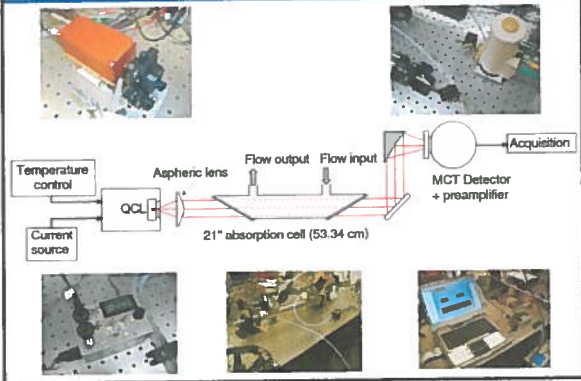 Temperature
control
Current
source
QCL
Aspheric lens
Flow output
Flow input
21" absorption cell (53.34 cm)
MCT Detector
+ preamplifier
Acquisition